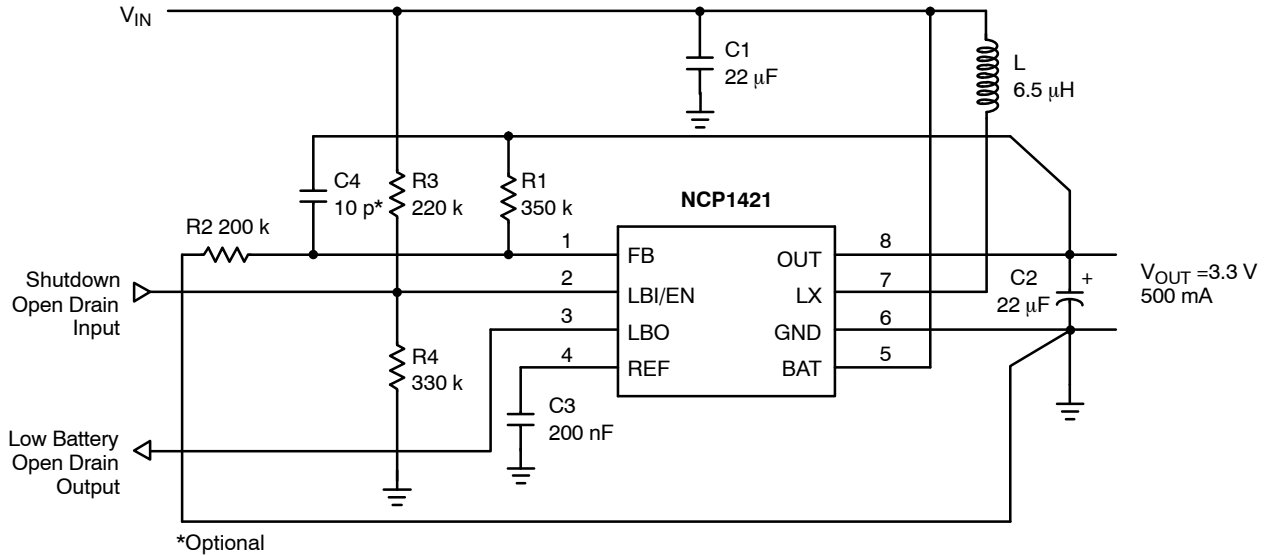 VIN
C1
22 μF
L
6.5 μH
C4
10 p*
R3
220 k
R1
350 k
NCP1421
R2 200 k
1
FB
OUT
8
Shutdown
Open Drain
Input
2
LBI/EN
LX
7
C2
22 μF
+
VOUT =3.3 V
500 mA
3
LBO
GND
6
4
REF
BAT
5
R4
330 k
C3
200 nF
Low Battery
Open Drain
Output
*Optional